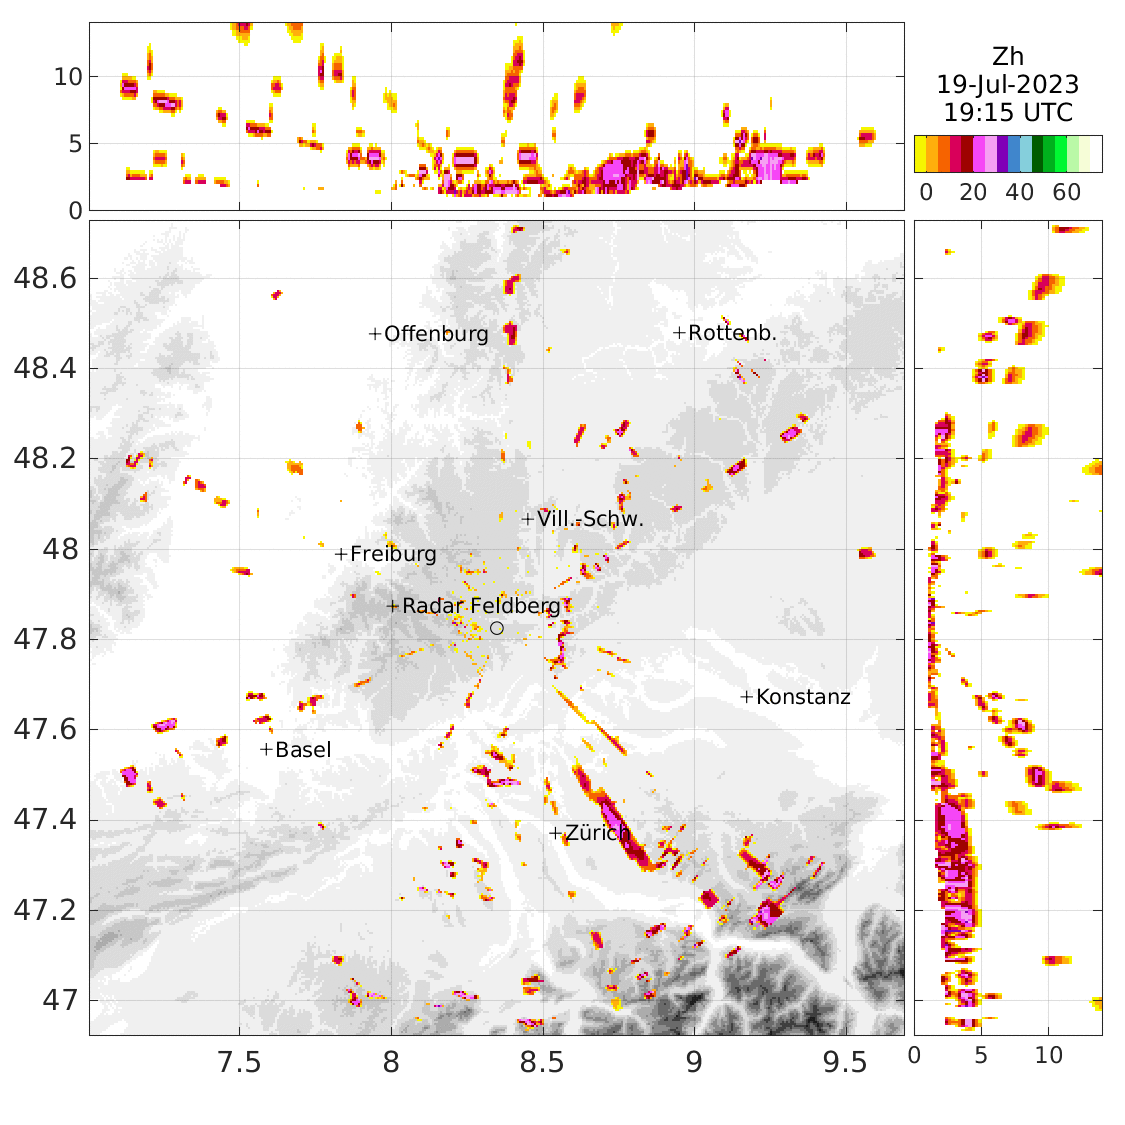 Zh
19-Jul-2023
19:15 UTC
0 20 40 60
10
5
0
48.6
48.4
48.2
48
47.8
47.6
47.4
47.2
47
Offenburg
Rottenb.
Vill.-Schw.
Freiburg
Radar Feldberg
Konstanz
Basel
Zürich
7.5 8 8.5 9 9.5
0 5 10